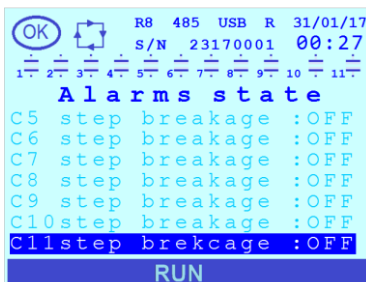 OK R8 485 USB R 31/01/17
S/N 23170001 00:27
1 2 3 4 5 6 7 8 9 10 11
Alarms state
C5 step breakage :OFF
C6 step breakage :OFF
C7 step breakage :OFF
C8 step breakage :OFF
C9 step breakage :OFF
C10step breakage :OFF
C11step brekcage :OFF
RUN